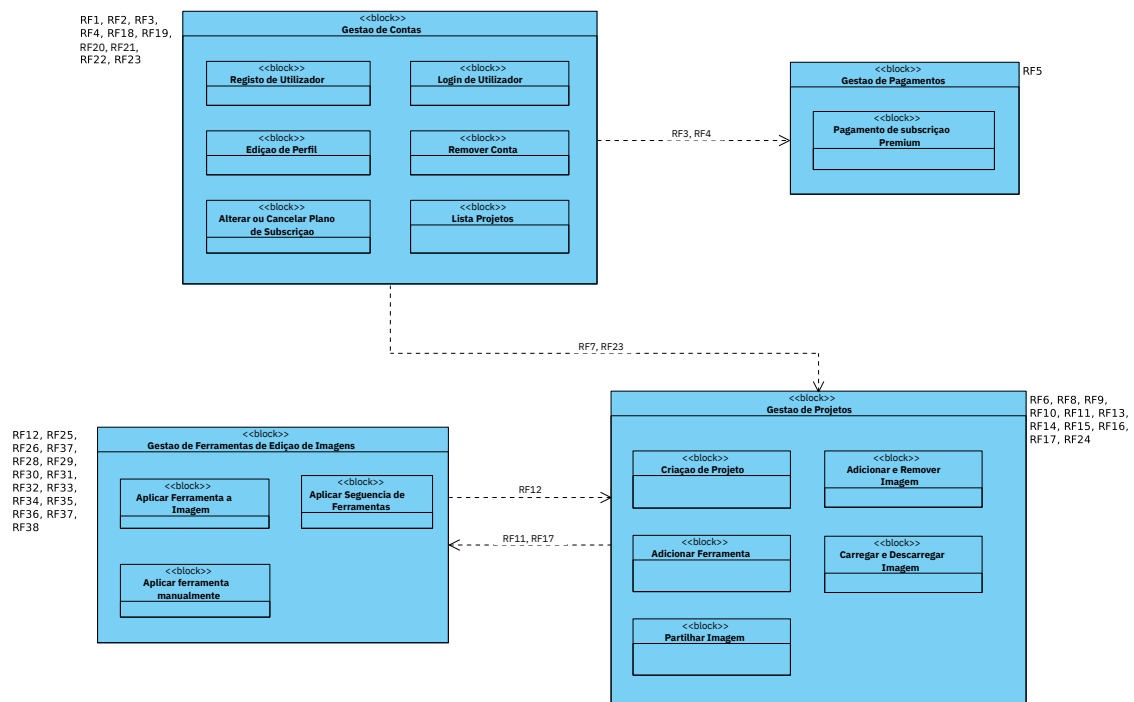 RF1, RF2, RF3,
RF4, RF18, RF19,
RF20, RF21,
RF22, RF23
<<block>>
Gestao de Contas
<<block>>
Registo de Utilizador
<<block>>
Login de Utilizador
<<block>>
Ediçao de Perfil
<<block>>
Remover Conta
<<block>>
Alterar ou Cancelar Plano
de Subscriçao
<<block>>
Lista Projetos
RF3, RF4
<<block>>
Gestao de Pagamentos
RF5
<<block>>
Pagamento de subscriçao
Premium
RF7, RF23
RF12, RF25,
RF26, RF37,
RF28, RF29,
RF30, RF31,
RF32, RF33,
RF34, RF35,
RF36, RF37,
RF38
<<block>>
Gestao de Ferramentas de Ediçao de Imagens
<<block>>
Aplicar Ferramenta a
Imagem
<<block>>
Aplicar Seguencia de
Ferramentas
<<block>>
Aplicar ferramenta
manualmente
RF12
RF11, RF17
<<block>>
Gestao de Projetos
RF6, RF8, RF9,
RF10, RF11, RF13,
RF14, RF15, RF16,
RF17, RF24
<<block>>
Criaçao de Projeto
<<block>>
Adicionar e Remover
Imagem
<<block>>
Adicionar Ferramenta
<<block>>
Carregar e Descarregar
Imagem
<<block>>
Partilhar Imagem